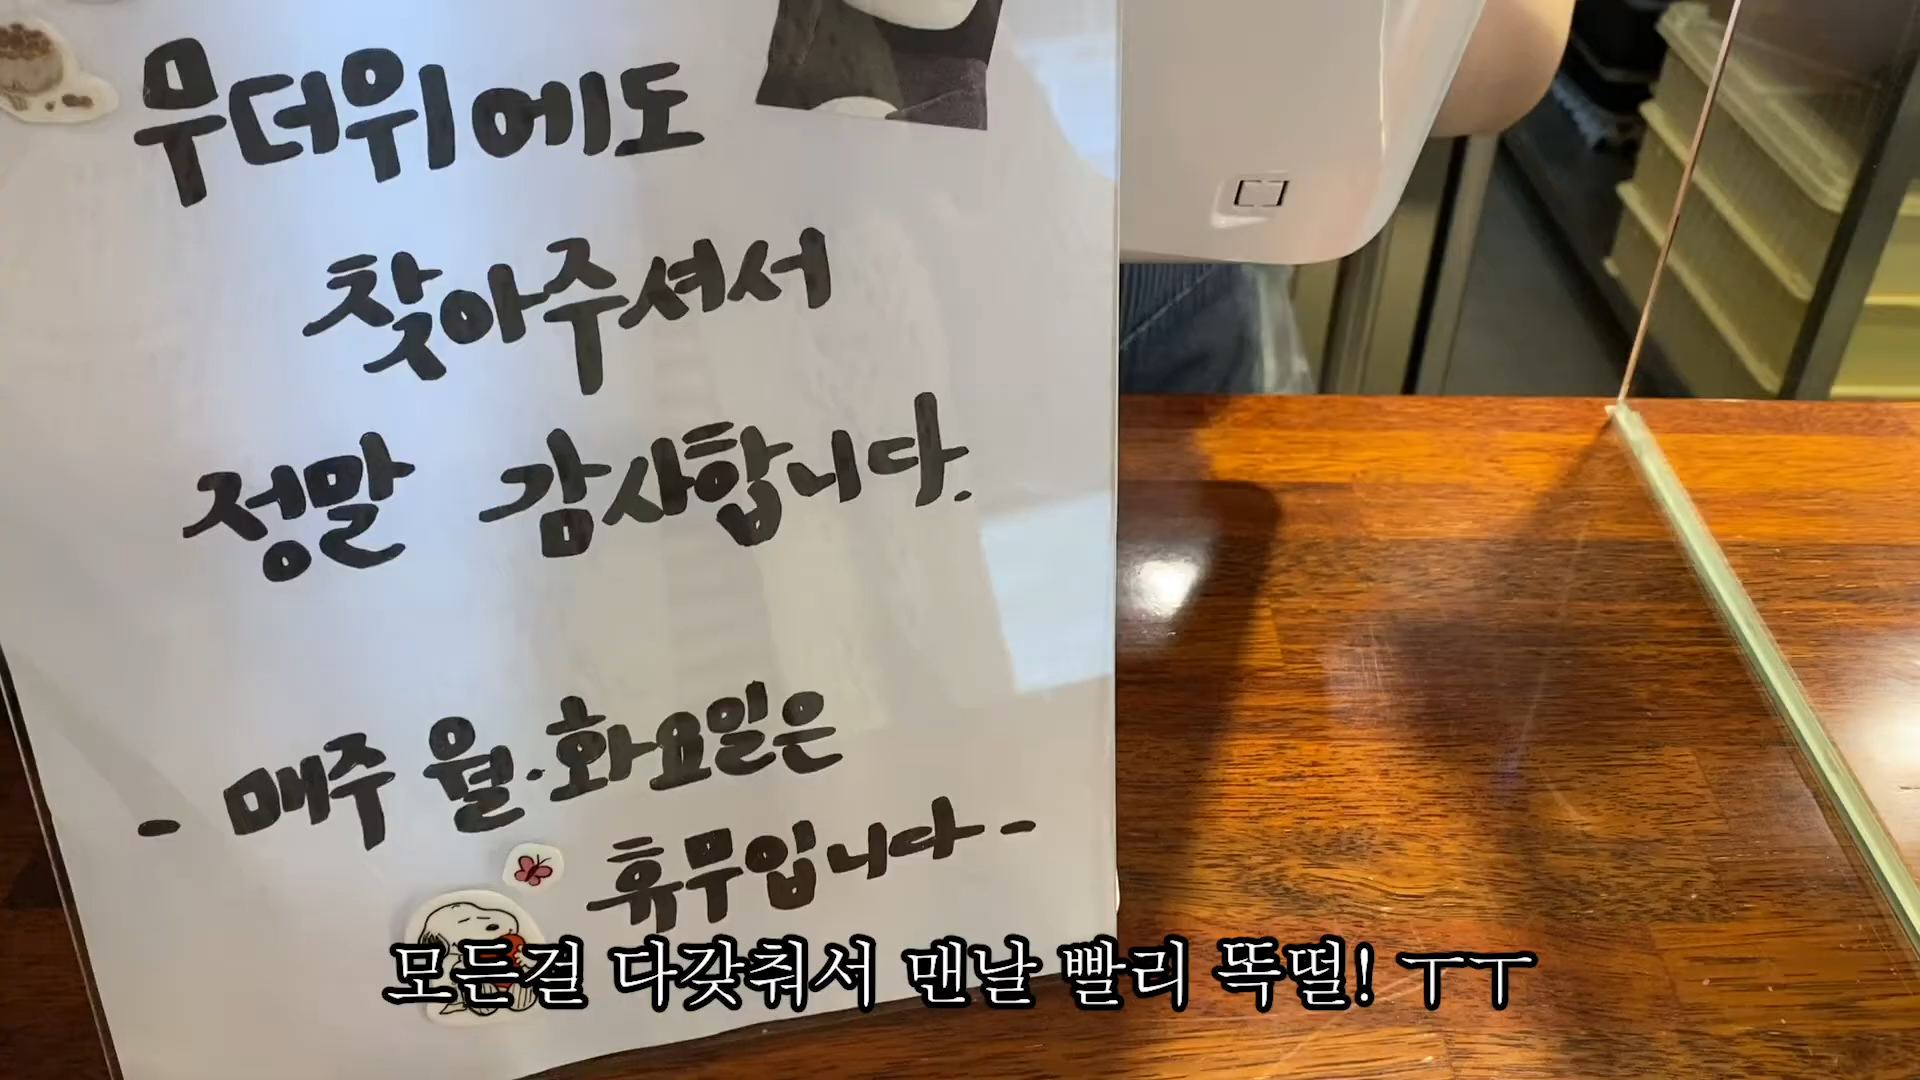 무더위에도
찾아주셔서
정말 감사합니다.
- 매주 월·화요일은
휴무입니다 -
모든걸 다갖춰서 맨날 빨리 똑떨! ㅜㅜ